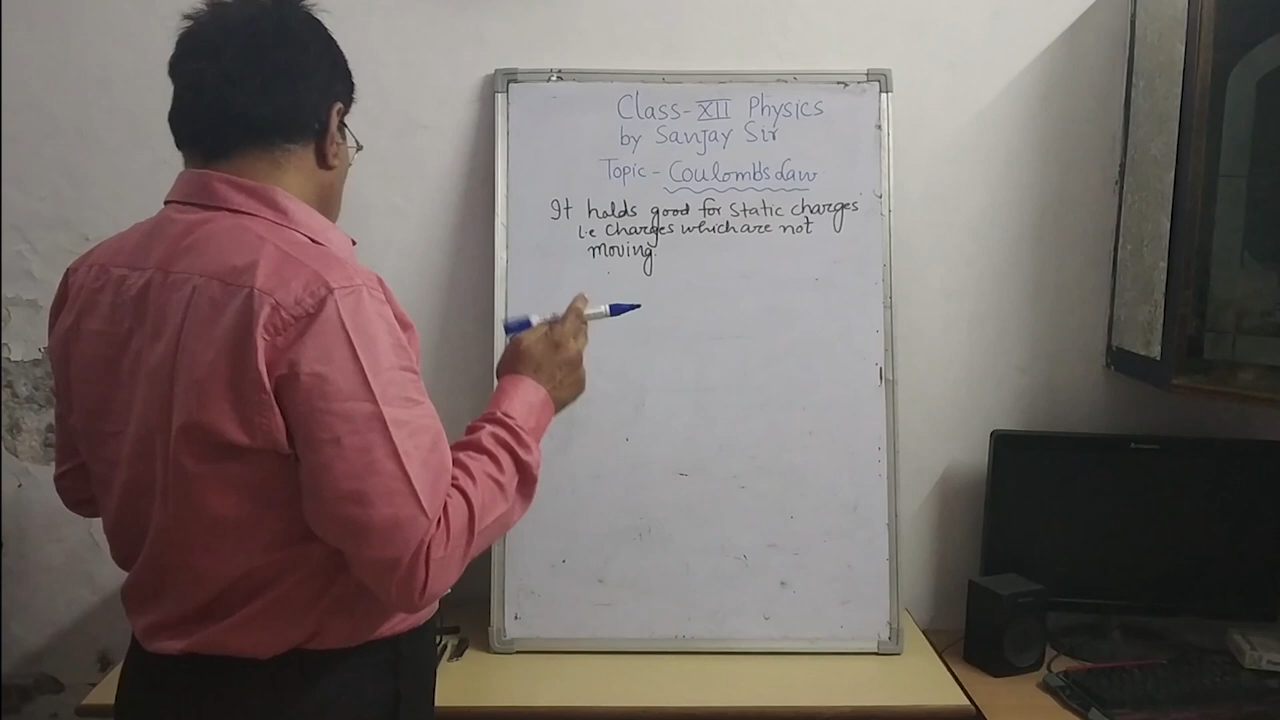 Class-XII Physics
by Sanjay Sir
Topic - Coulomb's Law
It holds good for Static charges
i.e charges which are not
moving.